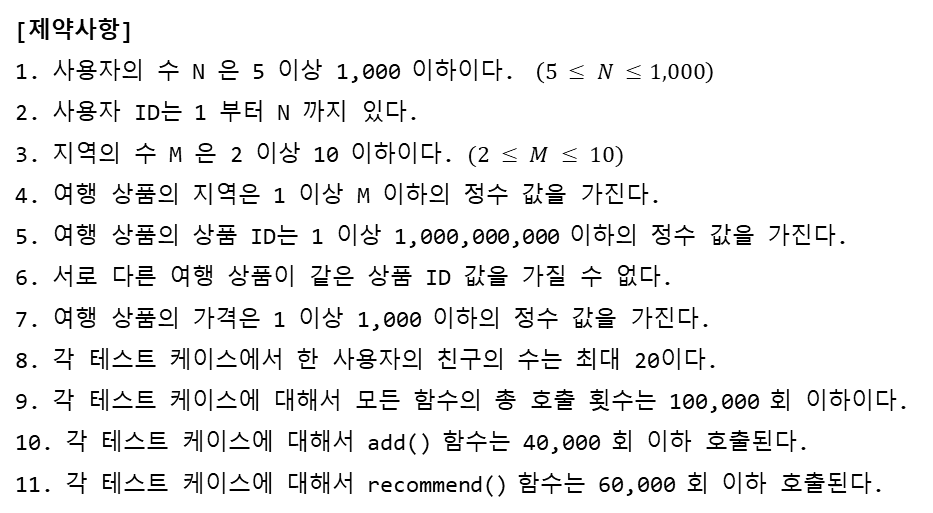 [제약사항]
1. 사용자의 수 N 은 5 이상 1,000 이하이다. (5 ≤ N ≤ 1,000)
2. 사용자 ID는 1 부터 N 까지 있다.
3. 지역의 수 M 은 2 이상 10 이하이다. (2 ≤ M ≤ 10)
4. 여행 상품의 지역은 1 이상 M 이하의 정수 값을 가진다.
5. 여행 상품의 상품 ID는 1 이상 1,000,000,000 이하의 정수 값을 가진다.
6. 서로 다른 여행 상품이 같은 상품 ID 값을 가질 수 없다.
7. 여행 상품의 가격은 1 이상 1,000 이하의 정수 값을 가진다.
8. 각 테스트 케이스에서 한 사용자의 친구의 수는 최대 20이다.
9. 각 테스트 케이스에 대해서 모든 함수의 총 호출 횟수는 100,000 회 이하이다.
10. 각 테스트 케이스에 대해서 add() 함수는 40,000 회 이하 호출된다.
11. 각 테스트 케이스에 대해서 recommend() 함수는 60,000 회 이하 호출된다.